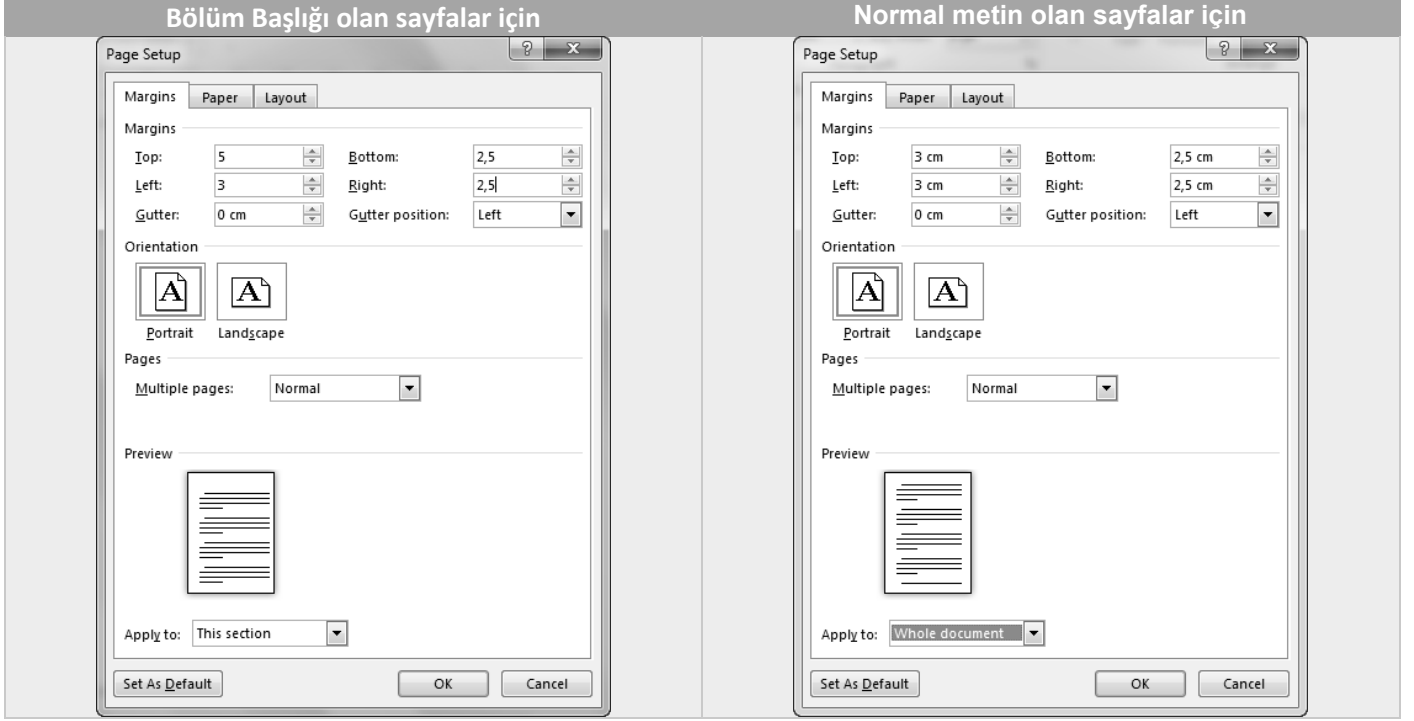 Bölüm Başlığı olan sayfalar için
Page Setup
Margins Paper Layout
Margins
Top: 5 Bottom: 2,5
Left: 3 Right: 2,5
Gutter: 0 cm Gutter position: Left
Orientation
A A
Portrait Landscape
Pages
Multiple pages: Normal
Preview
Apply to: This section
Set As Default OK Cancel
Normal metin olan sayfalar için
Page Setup
Margins Paper Layout
Margins
Top: 3 cm Bottom: 2,5 cm
Left: 3 cm Right: 2,5 cm
Gutter: 0 cm Gutter position: Left
Orientation
A A
Portrait Landscape
Pages
Multiple pages: Normal
Preview
Apply to: Whole document
Set As Default OK Cancel